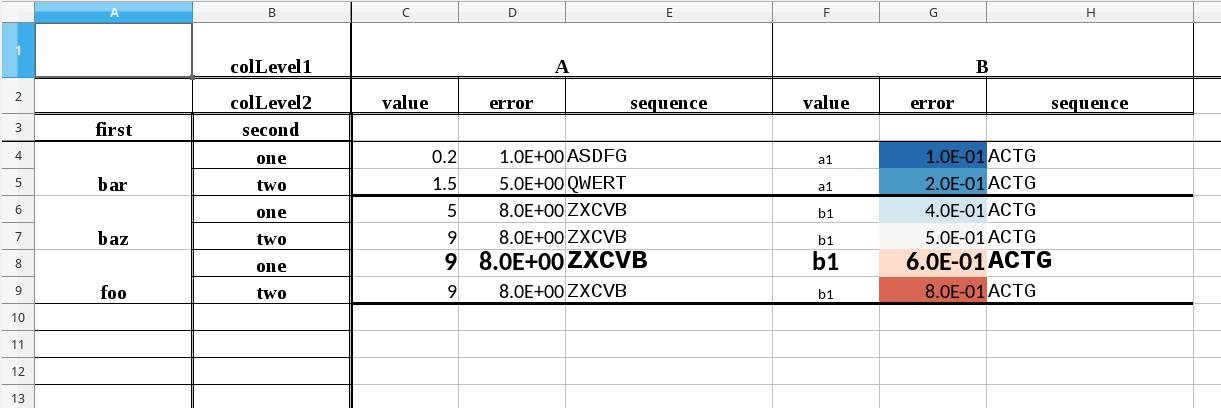 A B C D E F G H
1 colLevel1 A B
2 colLevel2 value error sequence value error sequence
3 first second
4 one 0.2 1.0E+00 ASDFG a1 1.0E-01 ACTG
5 bar two 1.5 5.0E+00 QWERT a1 2.0E-01 ACTG
6 one 5 8.0E+00 ZXCVB b1 4.0E-01 ACTG
7 baz two 9 8.0E+00 ZXCVB b1 5.0E-01 ACTG
8 one 9 8.0E+00 ZXCVB b1 6.0E-01 ACTG
9 foo two 9 8.0E+00 ZXCVB b1 8.0E-01 ACTG
10
11
12
13